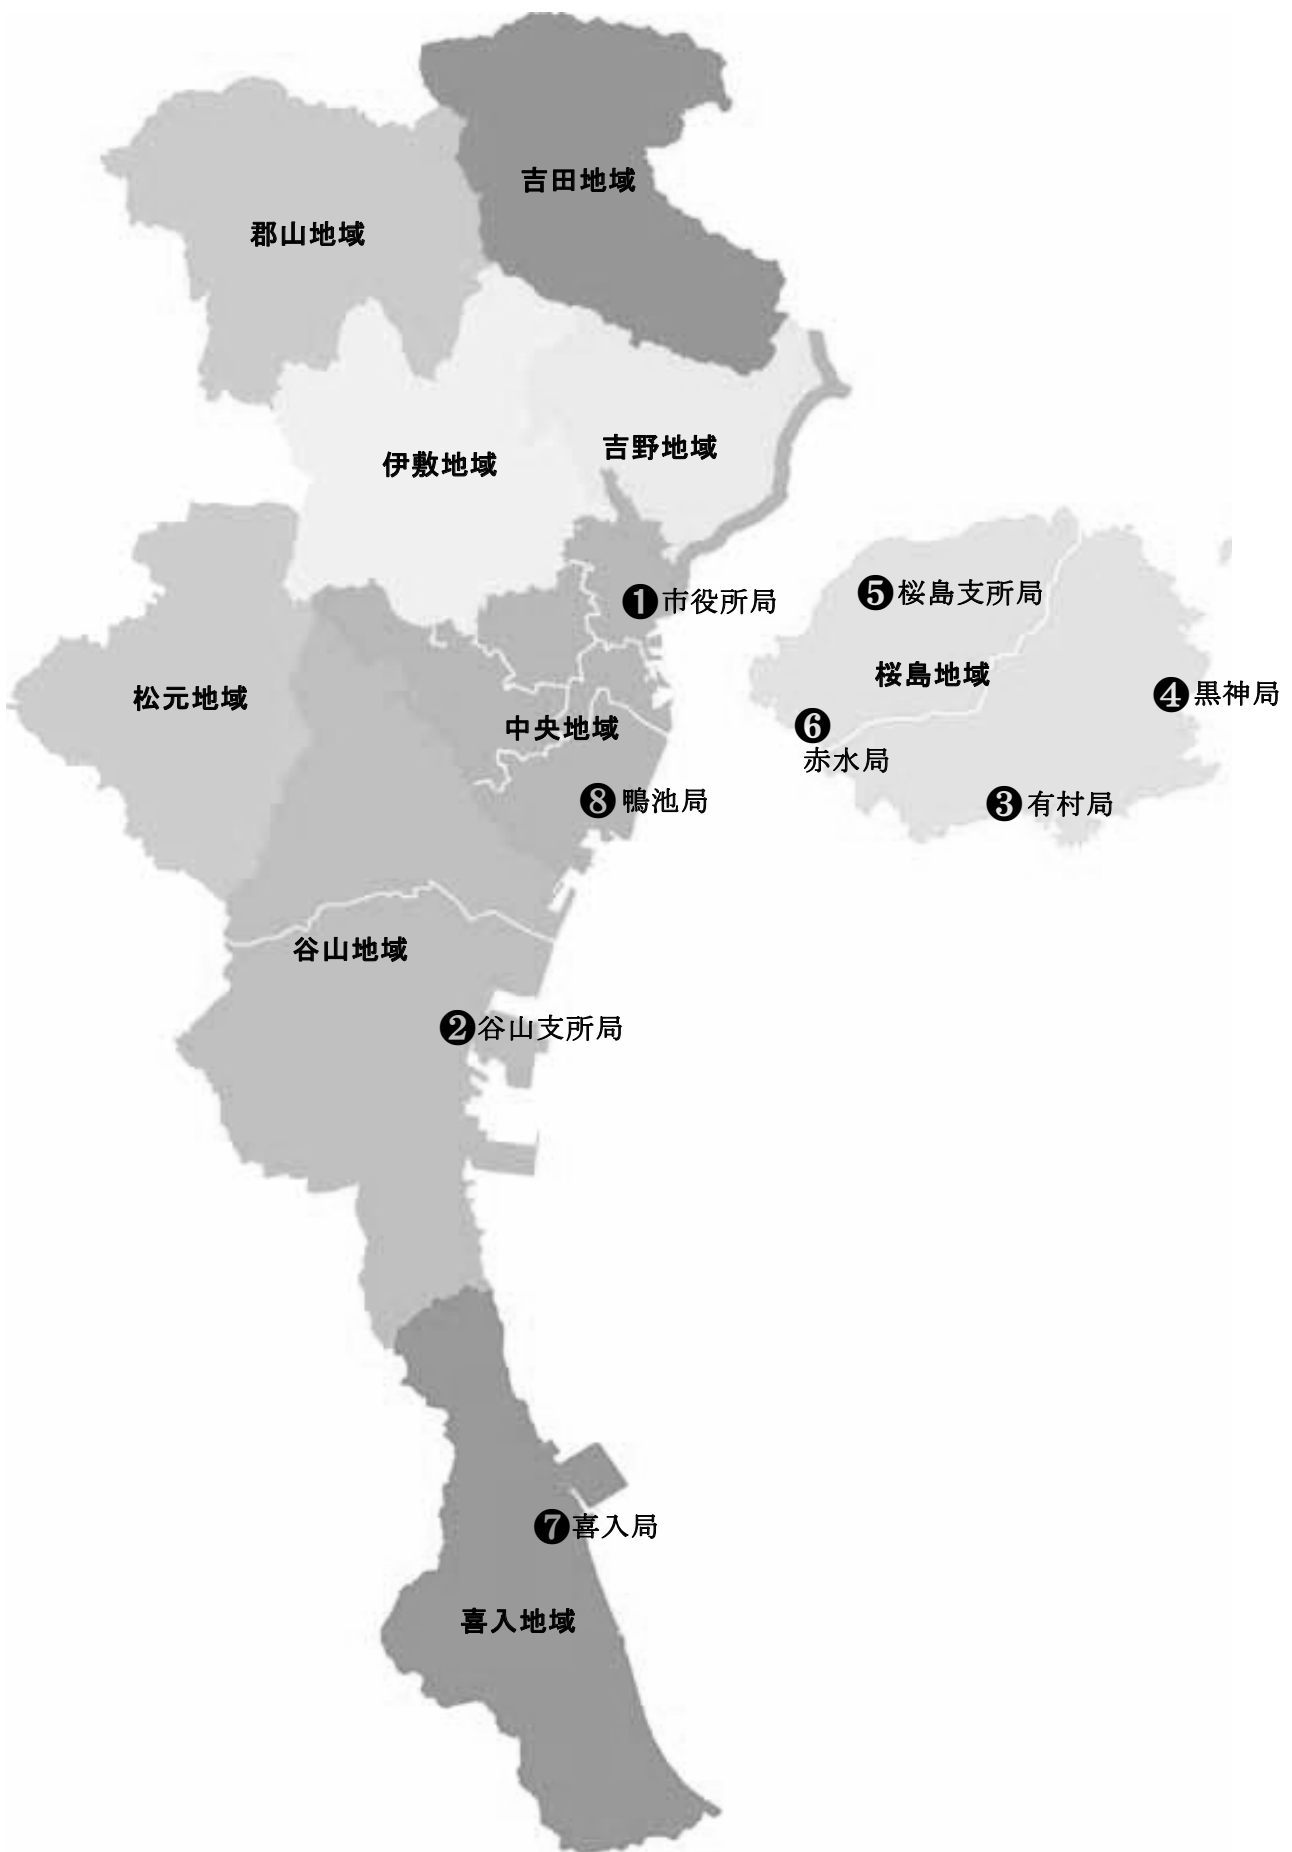 吉田地域
郡山地域
吉野地域
伊敷地域
❶市役所局
❺桜島支所局
桜島地域
松元地域
❹黒神局
中央地域
❻
赤水局
❽鴨池局
❸有村局
谷山地域
❷谷山支所局
❼喜入局
喜入地域